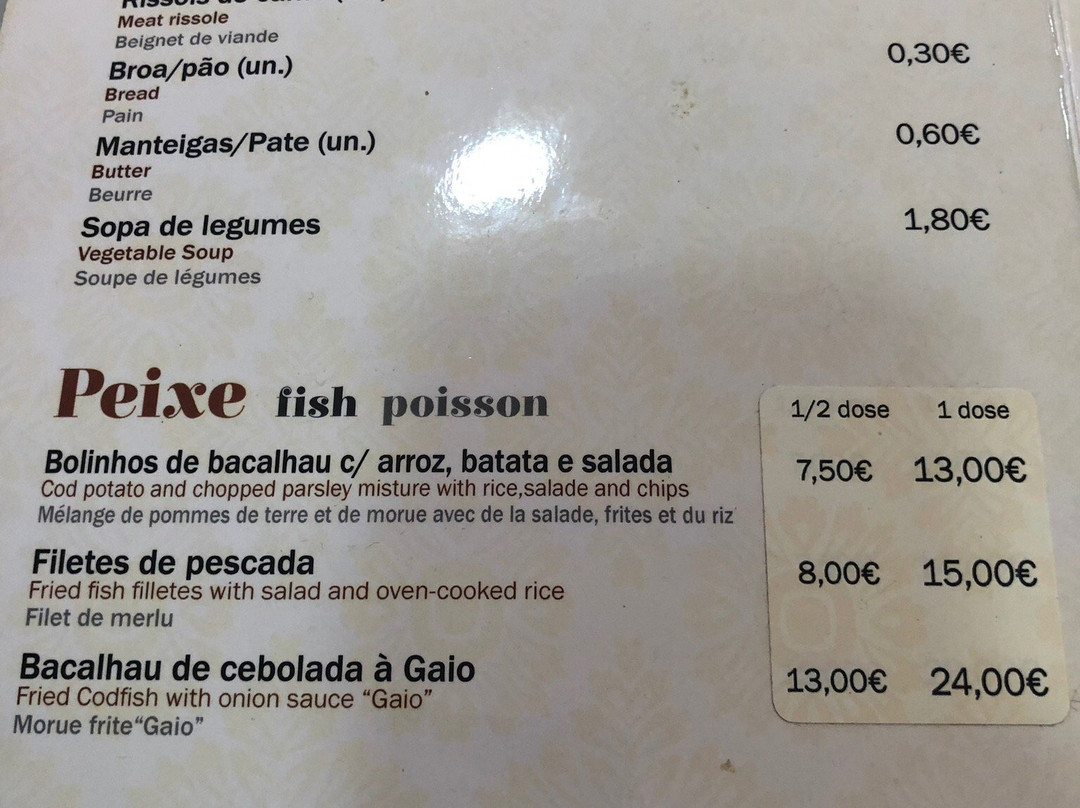 Meat rissole
Beignet de viande
Broa/pão (un.) 0,30€
Bread
Pain
Manteigas/Pate (un.) 0,60€
Butter
Beurre
Sopa de legumes 1,80€
Vegetable Soup
Soupe de légumes
Peixe fish poisson
1/2 dose 1 dose
Bolinhos de bacalhau c/ arroz, batata e salada 7,50€ 13,00€
Cod potato and chopped parsley misture with rice,salade and chips
Mélange de pommes de terre et de morue avec de la salade, frites et du riz
Filetes de pescada 8,00€ 15,00€
Fried fish filletes with salad and oven-cooked rice
Filet de merlu
Bacalhau de cebolada à Gaio 13,00€ 24,00€
Fried Codfish with onion sauce “Gaio”
Morue frite“Gaio”